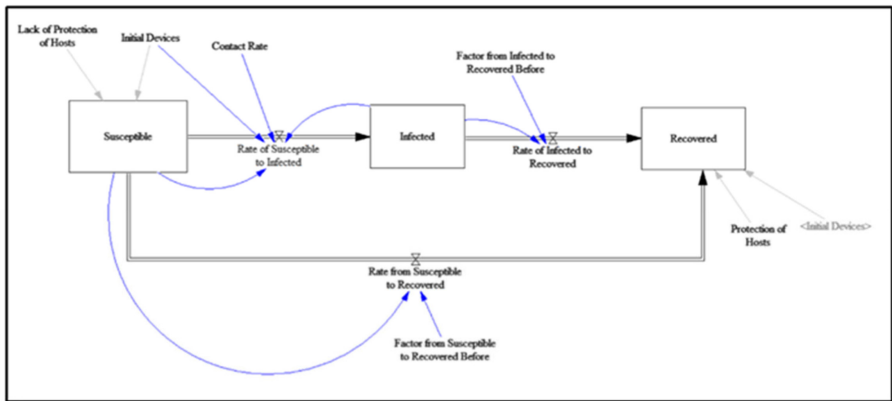 Lack of Protection
of Hosts
Initial Devices
Contact Rate
Factor from Infected to
Recovered Before
Susceptible
Rate of Susceptible
to Infected
Infected
Rate of Infected to
Recovered
Recovered
Protection of
Hosts
<Initial Devices>
Rate from Susceptible
to Recovered
Factor from Susceptible
to Recovered Before